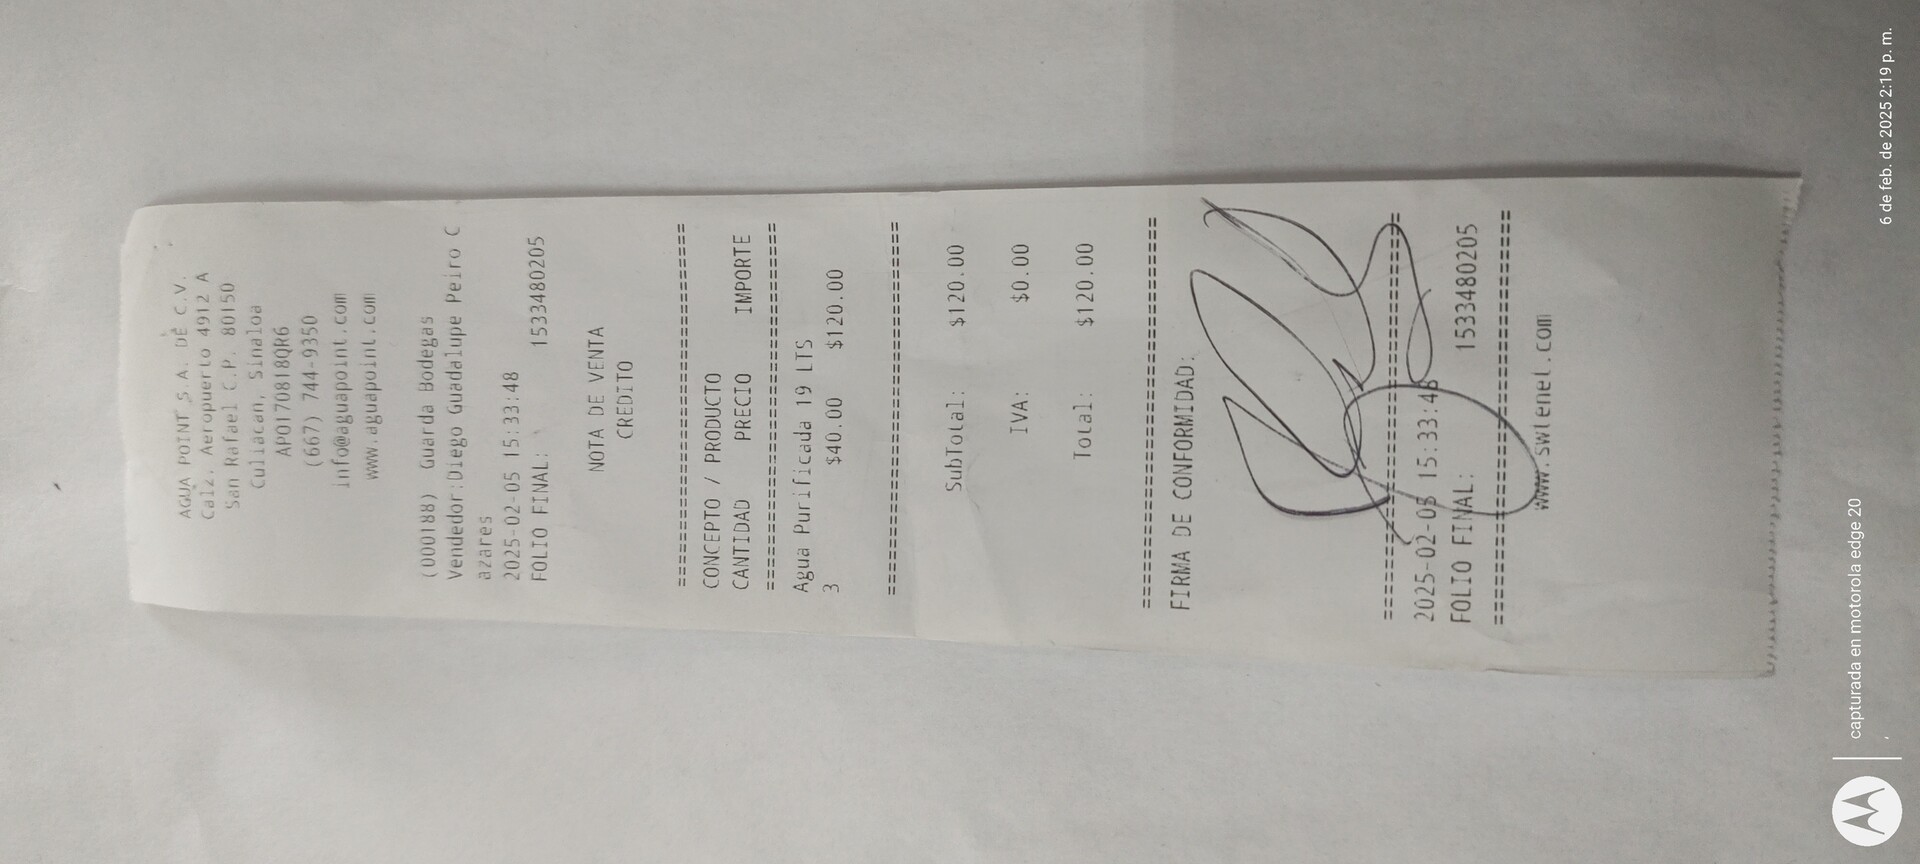 AGUA POINT S.A. DE C.V.
Calz. Aeropuerto 4912 A
San Rafael C.P. 80150
Culiacan, Sinaloa
APO170818QR6
(667) 744-9350
info@aguapoint.com
www.aguapoint.com
(000188) Guarda Bodegas
Vendedor:Diego Guadalupe Peiro C
azares
2025-02-05 15:33:48
FOLIO FINAL: 1533480205
NOTA DE VENTA
CREDITO
================================
CONCEPTO / PRODUCTO
CANTIDAD PRECIO IMPORTE
================================
Agua Purificada 19 LTS
3 $40.00 $120.00
================================
SubTotal: $120.00
IVA: $0.00
Total: $120.00
================================
FIRMA DE CONFORMIDAD:
================================
2025-02-05 15:33:48
FOLIO FINAL: 1533480205
================================
www.swtenet.com
capturada en motorola edge 20
6 de feb. de 2025 2:19 p. m.